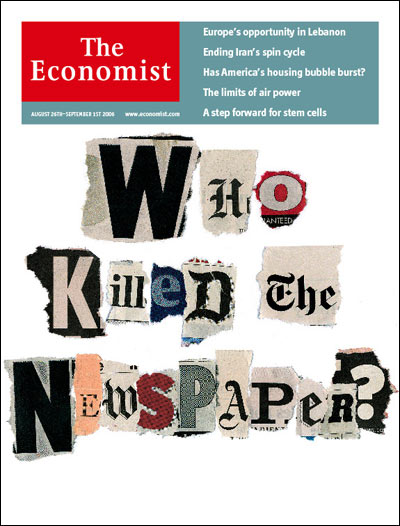 The
Economist
AUGUST 26TH–SEPTEMBER 1ST 2006 www.economist.com
Europe's opportunity in Lebanon
Ending Iran's spin cycle
Has America's housing bubble burst?
The limits of air power
A step forward for stem cells
WHO
KilleD The
NEwSPAPer?